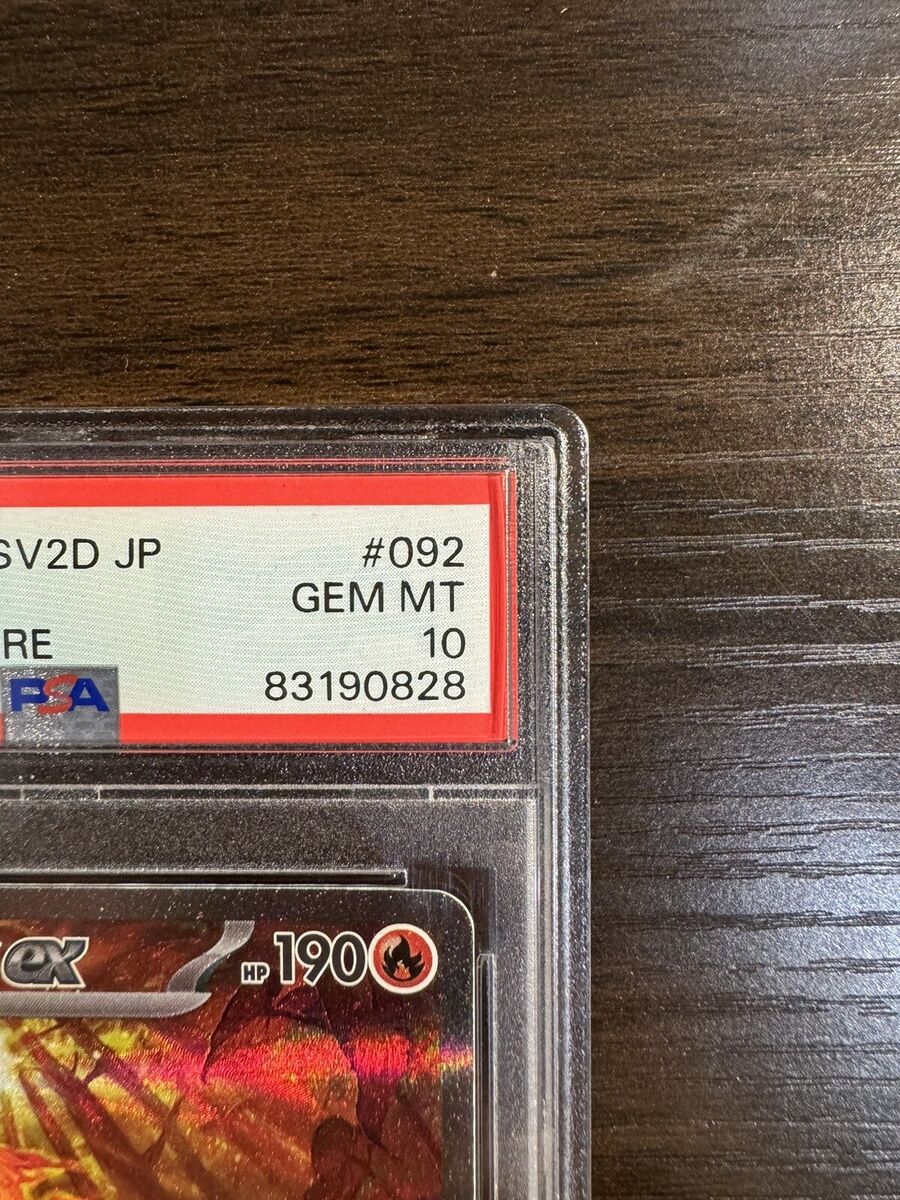 SV2D JP #092
GEM MT
RE 10
PSA 83190828
ex HP 190